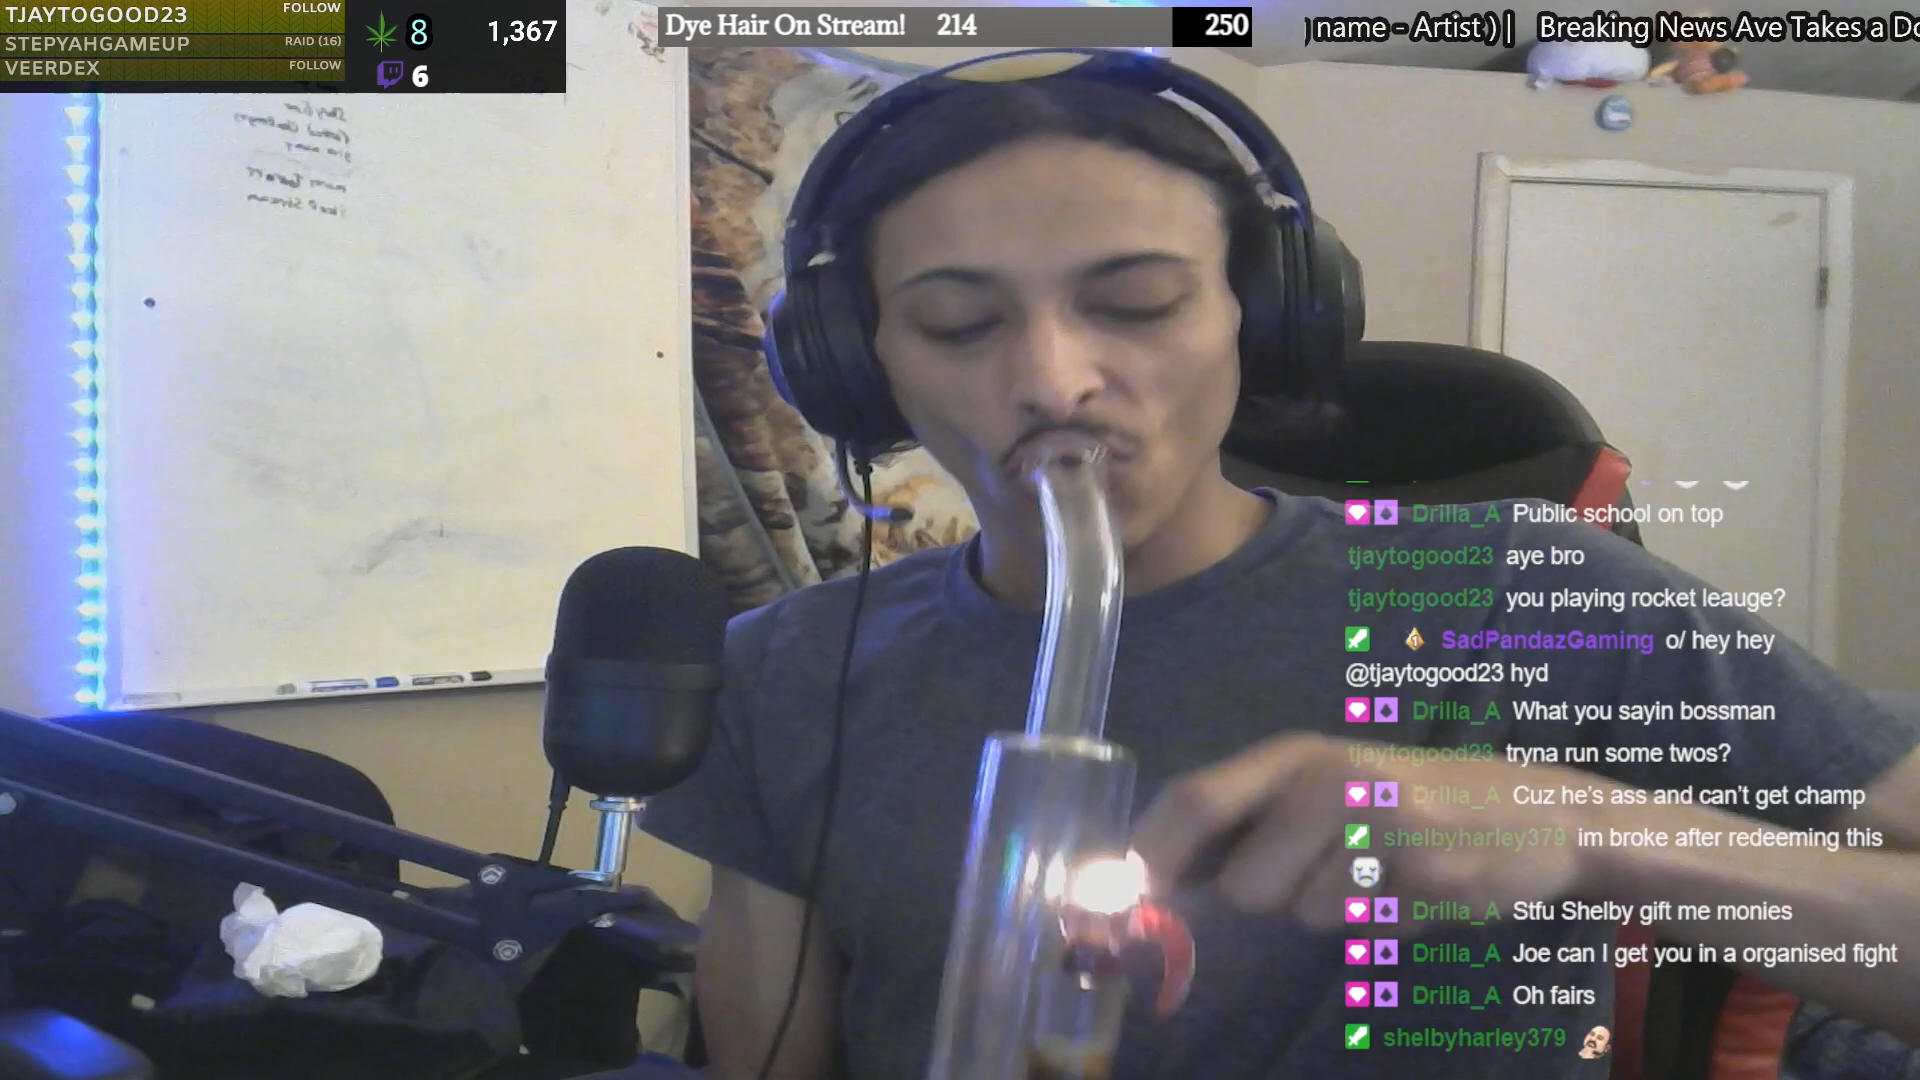 TJAYTOGOOD23 FOLLOW
STEPYAHGAMEUP RAID (16)
VEERDEX FOLLOW
8
6
1,367
Dye Hair On Stream! 214 250
name - Artist ) | Breaking News Ave Takes a Do
Drilla_A Public school on top
tjaytogood23 aye bro
tjaytogood23 you playing rocket leauge?
SadPandazGaming o/ hey hey
@tjaytogood23 hyd
Drilla_A What you sayin bossman
tjaytogood23 tryna run some twos?
Drilla_A Cuz he's ass and can't get champ
shelbyharley379 im broke after redeeming this
Drilla_A Stfu Shelby gift me monies
Drilla_A Joe can I get you in a organised fight
Drilla_A Oh fairs
shelbyharley379